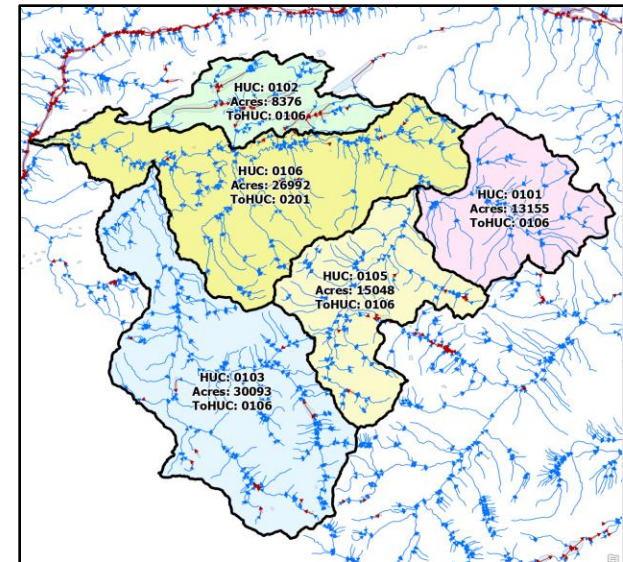 HUC: 0102
Acres: 8376
ToHUC: 0106
HUC: 0106
Acres: 26992
ToHUC: 0201
HUC: 0101
Acres: 13155
ToHUC: 0106
HUC: 0105
Acres: 15048
ToHUC: 0106
HUC: 0103
Acres: 30093
ToHUC: 0106